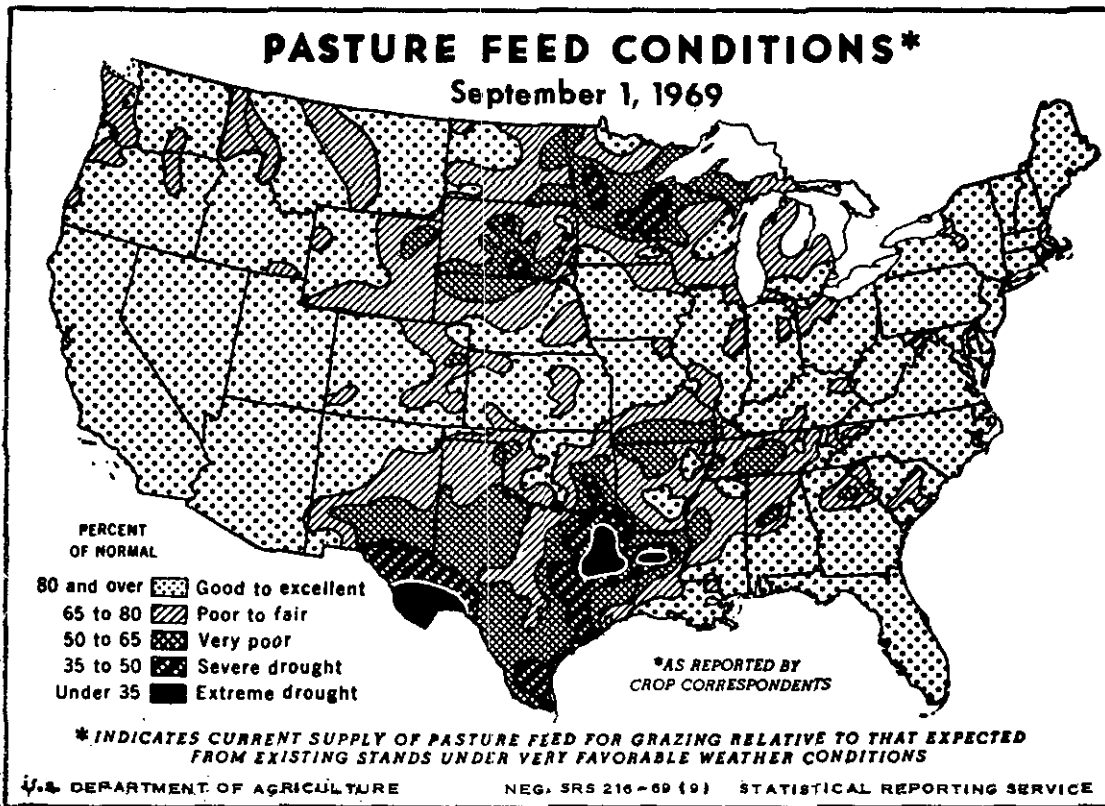 PASTURE FEED CONDITIONS*
September 1, 1969
PERCENT
OF NORMAL
80 and over Good to excellent
65 to 80 Poor to fair
50 to 65 Very poor
35 to 50 Severe drought
Under 35 Extreme drought
*AS REPORTED BY
CROP CORRESPONDENTS
* INDICATES CURRENT SUPPLY OF PASTURE FEED FOR GRAZING RELATIVE TO THAT EXPECTED
FROM EXISTING STANDS UNDER VERY FAVORABLE WEATHER CONDITIONS
U.S. DEPARTMENT OF AGRICULTURE NEG. SRS 216-69 (9) STATISTICAL REPORTING SERVICE